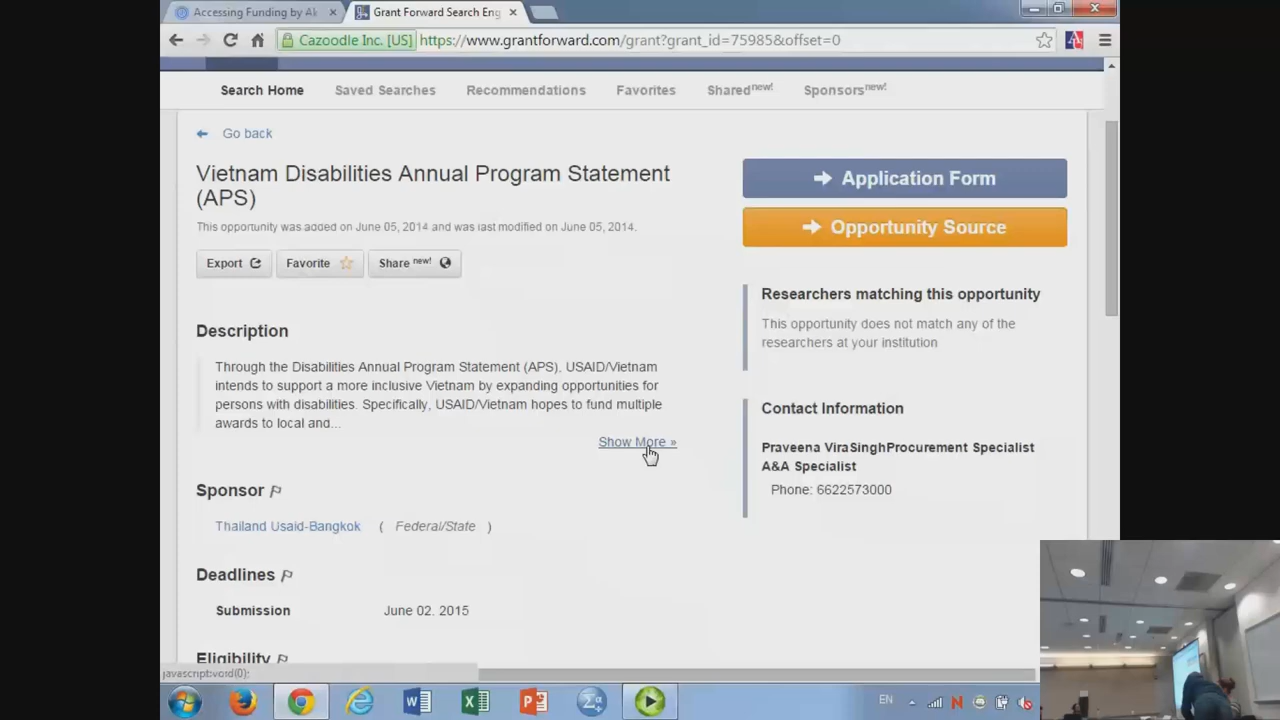 Accessing Funding by Ak
Grant Forward Search Eng
Cazoodle Inc. [US] https://www.grantforward.com/grant?grant_id=75985&offset=0
Search Home Saved Searches Recommendations Favorites Shared new! Sponsors new!
Go back
Vietnam Disabilities Annual Program Statement
(APS)
This opportunity was added on June 05, 2014 and was last modified on June 05, 2014.
Export Favorite Share new!
Description
Through the Disabilities Annual Program Statement (APS), USAID/Vietnam
intends to support a more inclusive Vietnam by expanding opportunities for
persons with disabilities. Specifically, USAID/Vietnam hopes to fund multiple
awards to local and...
Show More »
Sponsor
Thailand Usaid-Bangkok ( Federal/State )
Deadlines
Submission June 02, 2015
Eligibility
Application Form
Opportunity Source
Researchers matching this opportunity
This opportunity does not match any of the
researchers at your institution
Contact Information
Praveena ViraSinghProcurement Specialist
A&A Specialist
Phone: 6622573000
javascript:void(0);
EN